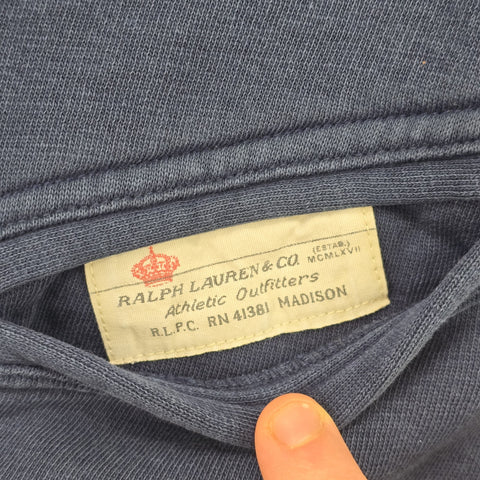 RALPH LAUREN & CO. (ESTAB.) MCMLXVII
Athletic Outfitters
R.L.P.C. RN 41381 MADISON